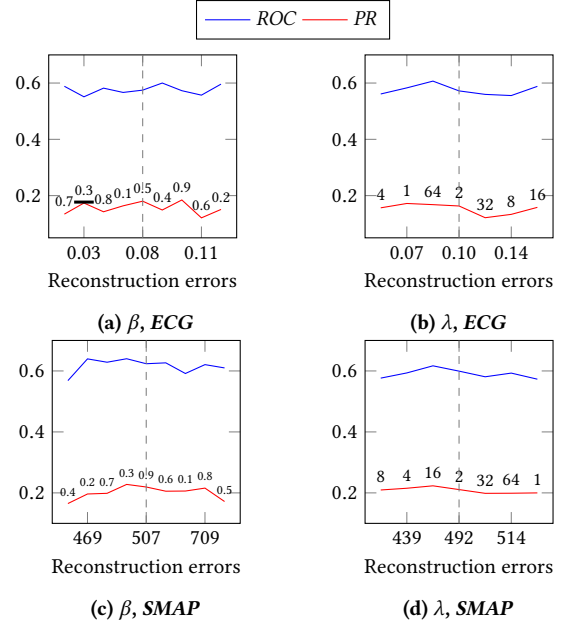 ROC PR
0.6
0.2
0.7 0.3 0.8 0.1 0.5 0.4 0.9 0.6 0.2
0.03 0.08 0.11
Reconstruction errors
(a) β, ECG
0.6
0.2
4 1 64 2 32 8 16
0.07 0.10 0.14
Reconstruction errors
(b) λ, ECG
0.6
0.4
0.2
0.4 0.2 0.7 0.3 0.9 0.6 0.1 0.8 0.5
469 507 709
Reconstruction errors
(c) β, SMAP
0.6
0.4
0.2
8 4 16 2 32 64 1
439 492 514
Reconstruction errors
(d) λ, SMAP